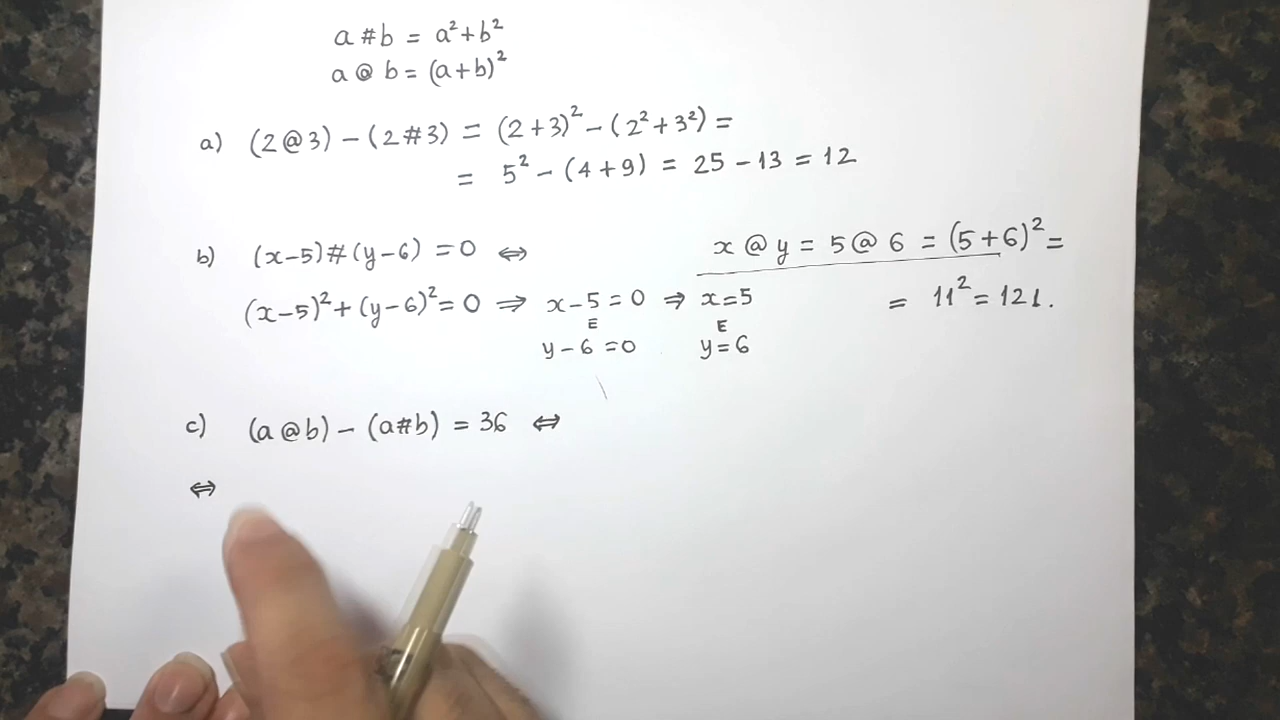 a # b = a²+b²
a @ b = (a+b)²
a) (2@3) − (2#3) = (2+3)² − (2²+3²) =
= 5² − (4+9) = 25 − 13 = 12
b) (x−5)#(y−6) = 0 ⇔
(x−5)²+(y−6)²=0 ⇒ x−5=0 ⇒ x=5
E E
y−6=0 y=6
x @ y = 5 @ 6 = (5+6)² =
= 11² = 121.
c) (a@b) − (a#b) = 36 ⇔
⇔